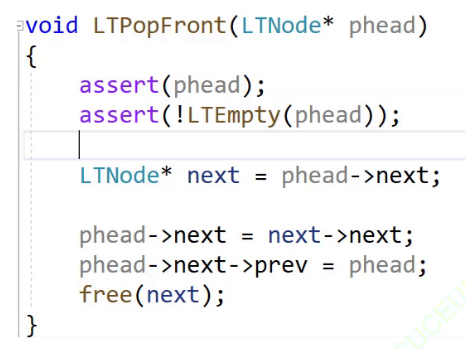 void LTPopFront(LTNode* phead)
{
assert(phead);
assert(!LTEmpty(phead));
LTNode* next = phead->next;
phead->next = next->next;
phead->next->prev = phead;
free(next);
}